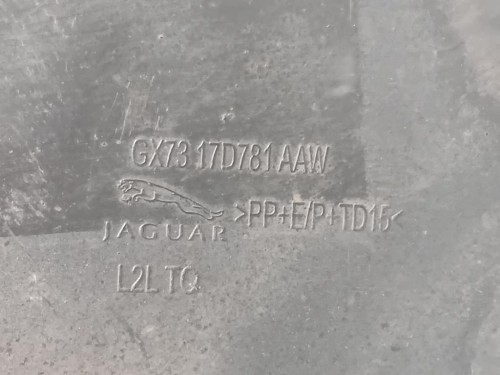 GX73 17D781 AAW
>PP+E/P+TD15<
JAGUAR
L2L TQ